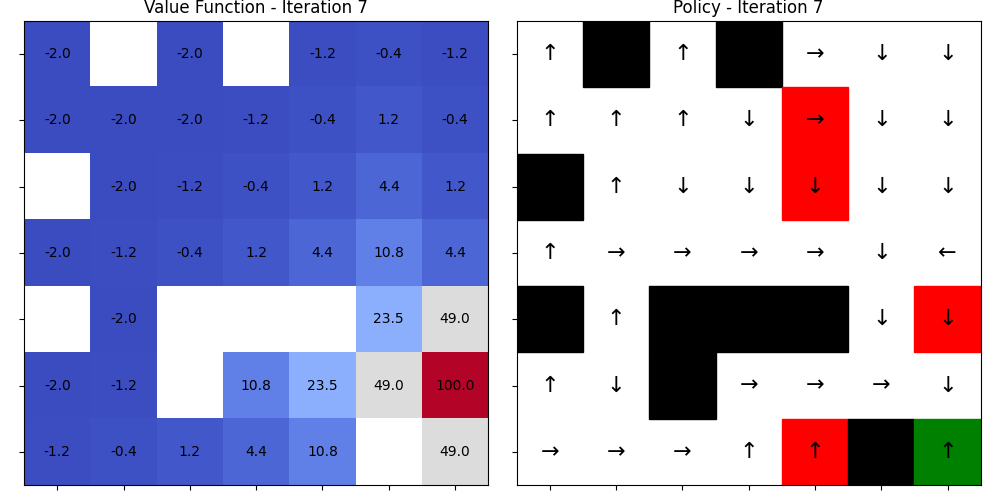 Value Function - Iteration 7
-2.0 -2.0 -1.2 -0.4 -1.2
-2.0 -2.0 -2.0 -1.2 -0.4 1.2 -0.4
-2.0 -1.2 -0.4 1.2 4.4 1.2
-2.0 -1.2 -0.4 1.2 4.4 10.8 4.4
-2.0 23.5 49.0
-2.0 -1.2 10.8 23.5 49.0 100.0
-1.2 -0.4 1.2 4.4 10.8 49.0
Policy - Iteration 7
↑ ↑ → ↓ ↓
↑ ↑ ↑ ↓ → ↓ ↓
↑ ↓ ↓ ↓ ↓ ↓
↑ → → → → ↓ ←
↑ ↓ ↓
↑ ↓ → → → ↓
→ → → ↑ ↑ ↑